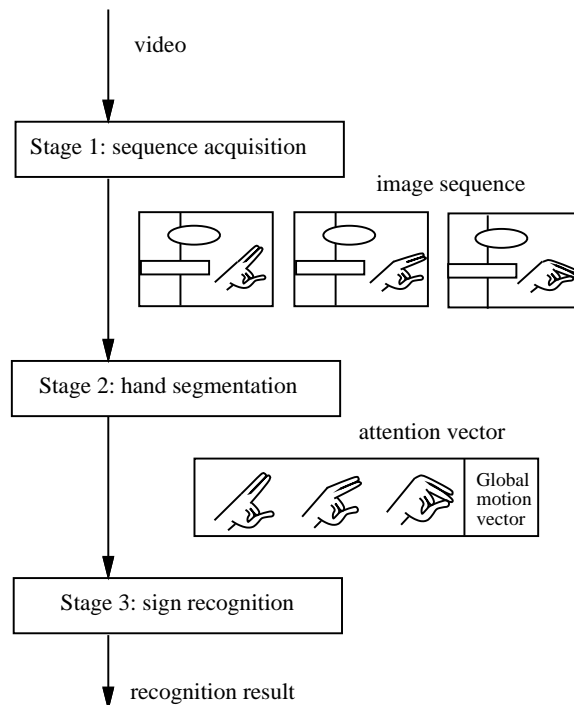 video
Stage 1: sequence acquisition
image sequence
Stage 2: hand segmentation
attention vector
Global
motion
vector
Stage 3: sign recognition
recognition result